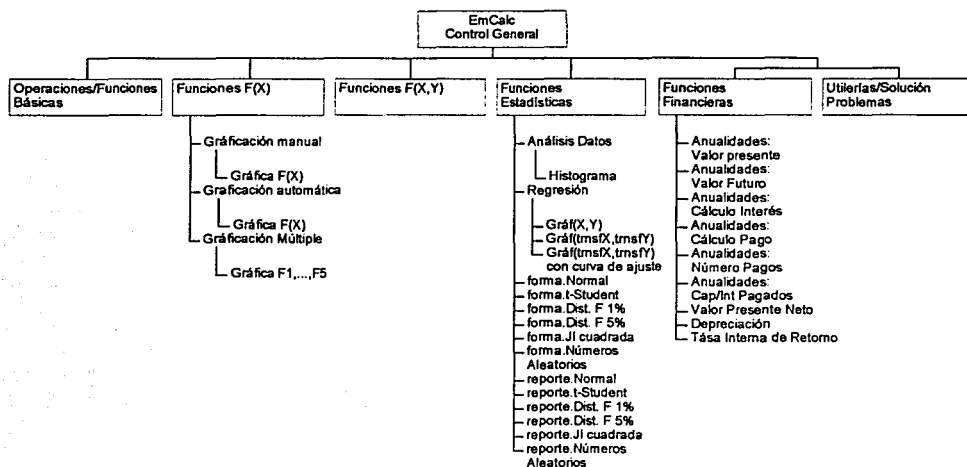 EmCalc
Control General
Operaciones/Funciones
Básicas
Funciones F(X)
Funciones F(X,Y)
Funciones
Estadísticas
Funciones
Financieras
Utilerías/Solución
Problemas
Gráficación manual
Gráfica F(X)
Graficación automática
Gráfica F(X)
Gráficación Múltiple
Gráfica F1,...,F5
Análisis Datos
Histograma
Regresión
Gráf(X,Y)
Gráf(trnsfX,trnsfY)
Gráf(trnsfX,trnsfY)
con curva de ajuste
forma.Normal
forma.t-Student
forma.Dist. F 1%
forma.Dist. F 5%
forma.Jí cuadrada
forma.Números
Aleatorios
reporte.Normal
reporte.t-Student
reporte.Dist. F 1%
reporte.Dist. F 5%
reporte.Jí cuadrada
reporte.Números
Aleatorios
Anualidades:
Valor presente
Anualidades:
Valor Futuro
Anualidades:
Cálculo Interés
Anualidades:
Cálculo Pago
Anualidades:
Número Pagos
Anualidades:
Cap/Int Pagados
Valor Presente Neto
Depreciación
Tása Interna de Retorno